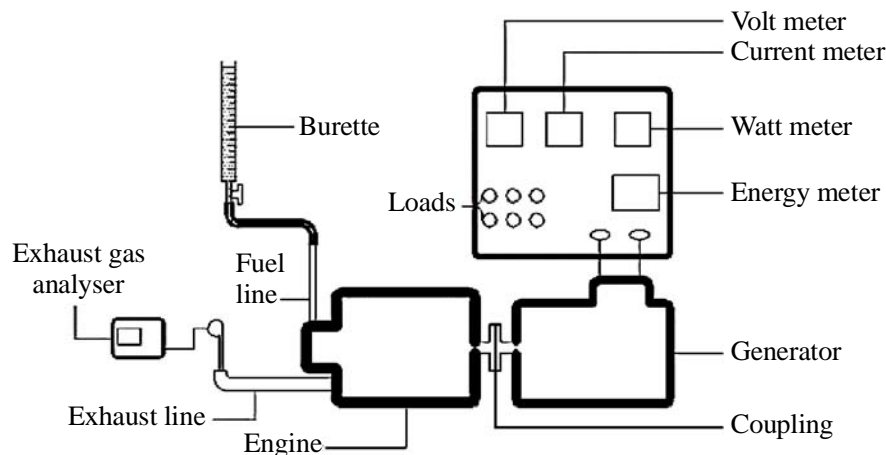 Volt meter
Current meter
Burette
Watt meter
Loads
Energy meter
Exhaust gas
analyser
Fuel
line
Generator
Exhaust line
Engine
Coupling